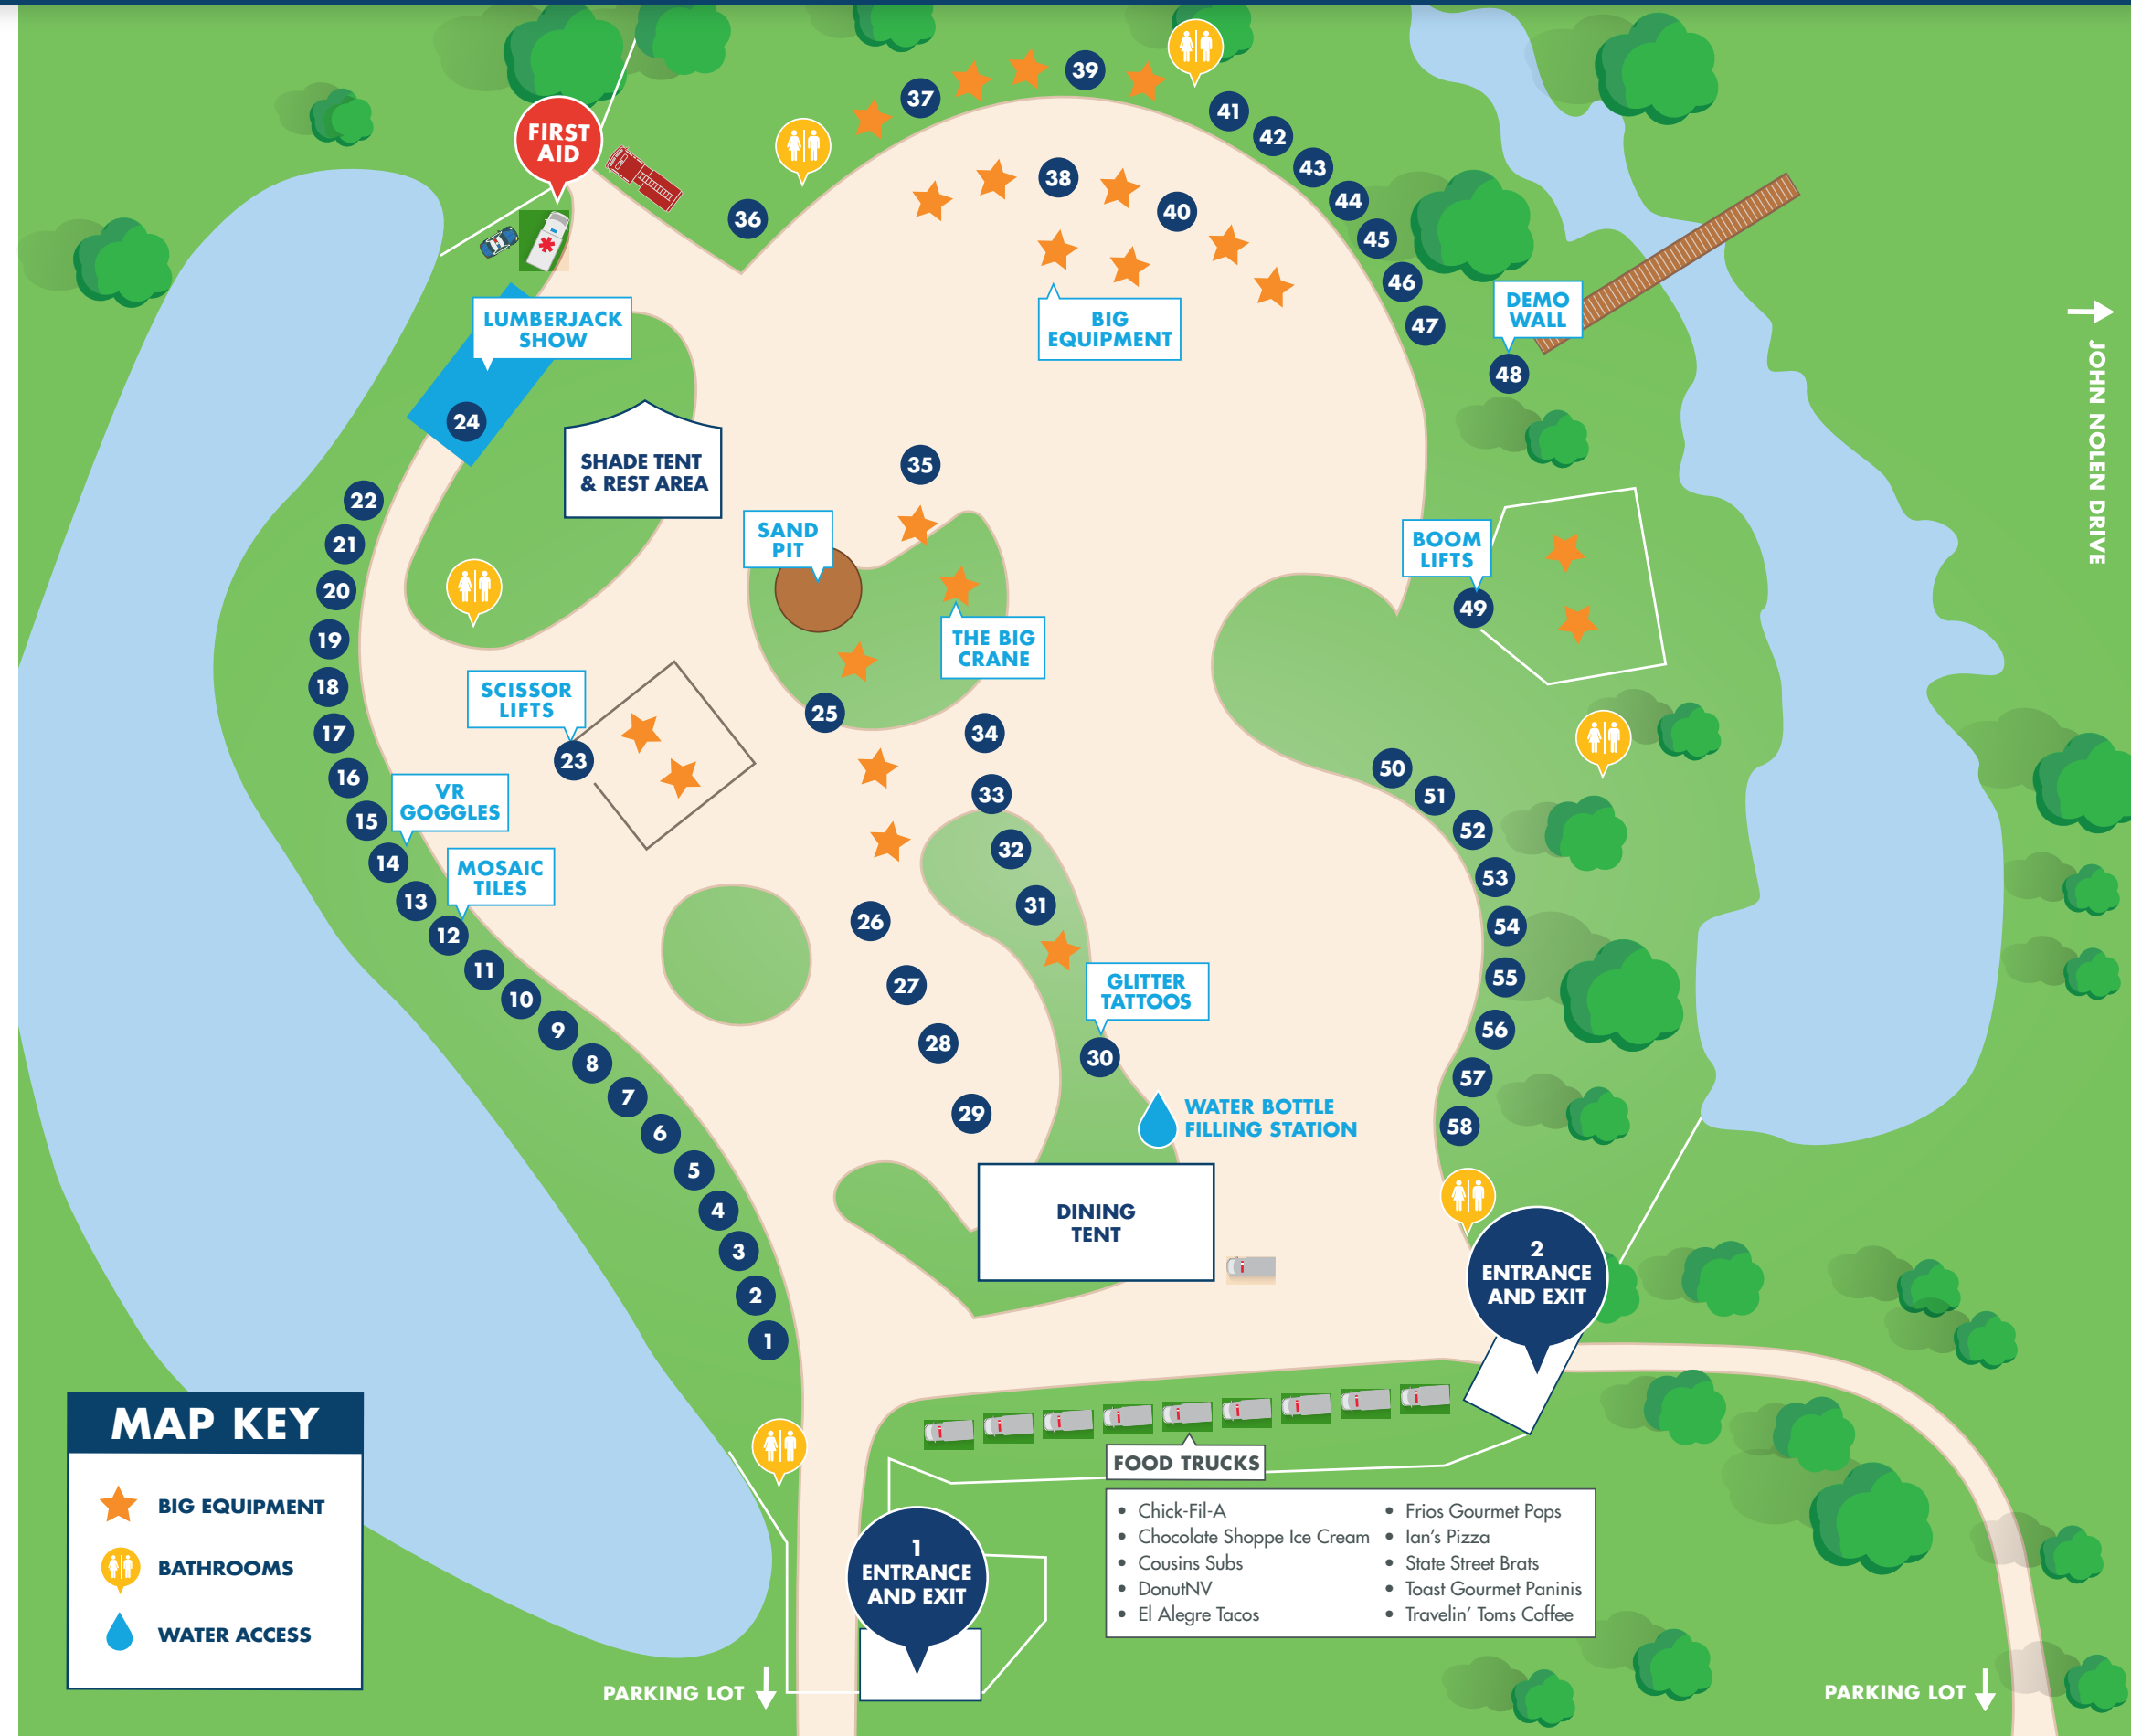 FIRST
AID
39
37
41
42
43
38
44
36
40
45
46
LUMBERJACK
SHOW
BIG
EQUIPMENT
47
DEMO
WALL
48
JOHN NOLEN DRIVE
24
SHADE TENT
& REST AREA
35
22
21
20
19
18
17
16
15
14
13
12
11
10
9
8
7
6
5
4
3
2
1
SAND
PIT
THE BIG
CRANE
BOOM
LIFTS
49
SCISSOR
LIFTS
23
25
34
33
32
31
VR
GOGGLES
MOSAIC
TILES
26
27
28
29
GLITTER
TATTOOS
30
50
51
52
53
54
55
56
57
58
WATER BOTTLE
FILLING STATION
DINING
TENT
2
ENTRANCE
AND EXIT
FOOD TRUCKS
• Chick-Fil-A
• Chocolate Shoppe Ice Cream
• Cousins Subs
• DonutNV
• El Alegre Tacos
• Frios Gourmet Pops
• Ian's Pizza
• State Street Brats
• Toast Gourmet Paninis
• Travelin' Toms Coffee
1
ENTRANCE
AND EXIT
MAP KEY
BIG EQUIPMENT
BATHROOMS
WATER ACCESS
PARKING LOT
PARKING LOT